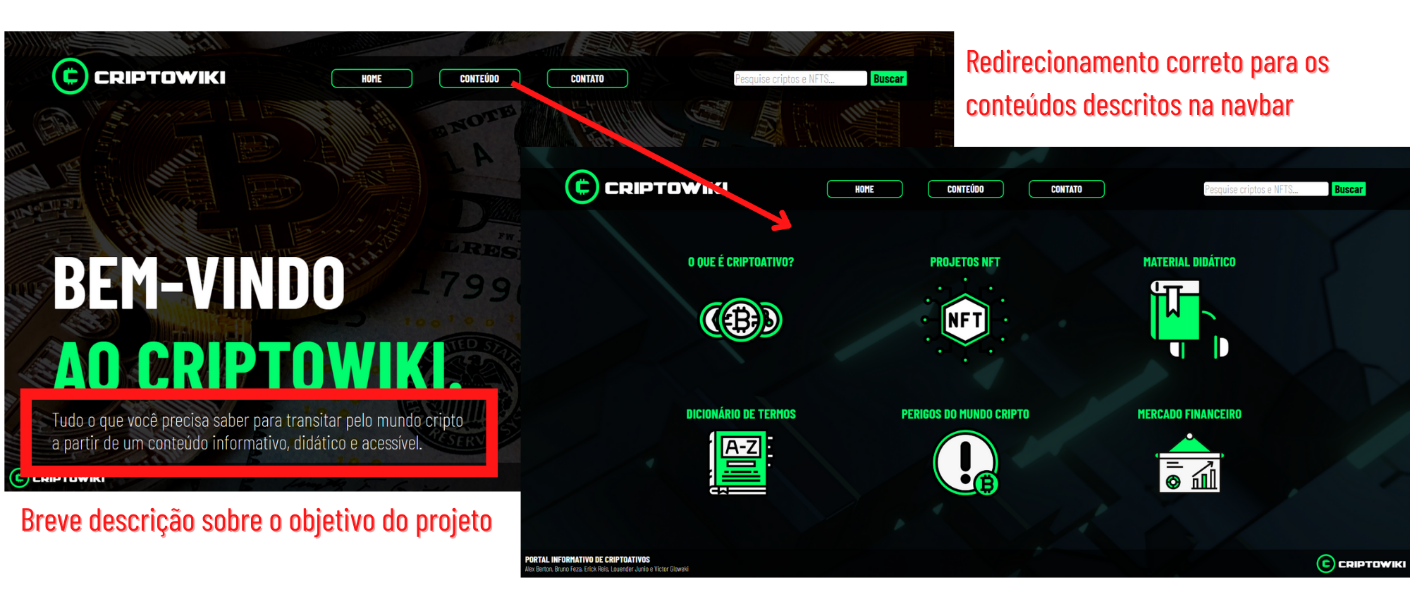 CRIPTOWIKI
HOME
CONTEÚDO
CONTATO
Pesquise criptos e NFTS...
Buscar
Redirecionamento correto para os
conteúdos descritos na navbar
BEM-VINDO
AO CRIPTOWIKI.
Tudo o que você precisa saber para transitar pelo mundo cripto
a partir de um conteúdo informativo, didático e acessível.
CRIPTOWIKI
Breve descrição sobre o objetivo do projeto
CRIPTOWIKI
HOME
CONTEÚDO
CONTATO
Pesquise criptos e NFTS...
Buscar
O QUE É CRIPTOATIVO?
PROJETOS NFT
MATERIAL DIDÁTICO
NFT
DICIONÁRIO DE TERMOS
PERIGOS DO MUNDO CRIPTO
MERCADO FINANCEIRO
A-Z
PORTAL INFORMATIVO DE CRIPTOATIVOS
Alex Berton, Bruno Feza, Erick Reis, Louender Junio e Victor Glowski
CRIPTOWIKI